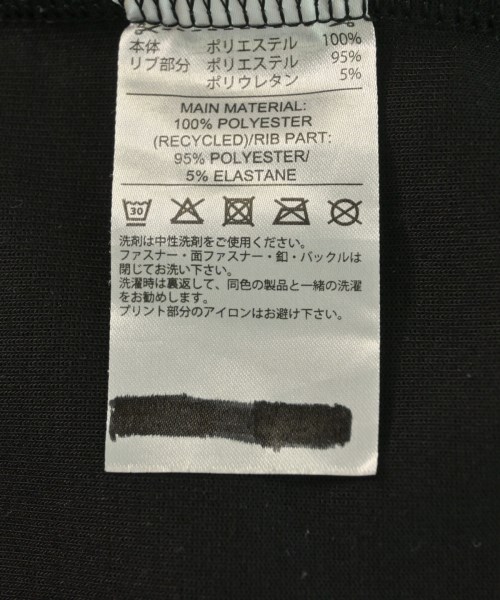 本体 ポリエステル 100%
リブ部分 ポリエステル 95%
ポリウレタン 5%
MAIN MATERIAL:
100% POLYESTER
(RECYCLED)/RIB PART:
95% POLYESTER/
5% ELASTANE
30
洗剤は中性洗剤をご使用ください。
ファスナー・面ファスナー・釦・バックルは
閉じてお洗い下さい。
洗濯時は裏返して、同色の製品と一緒の洗濯
をお勧めします。
プリント部分のアイロンはお避け下さい。